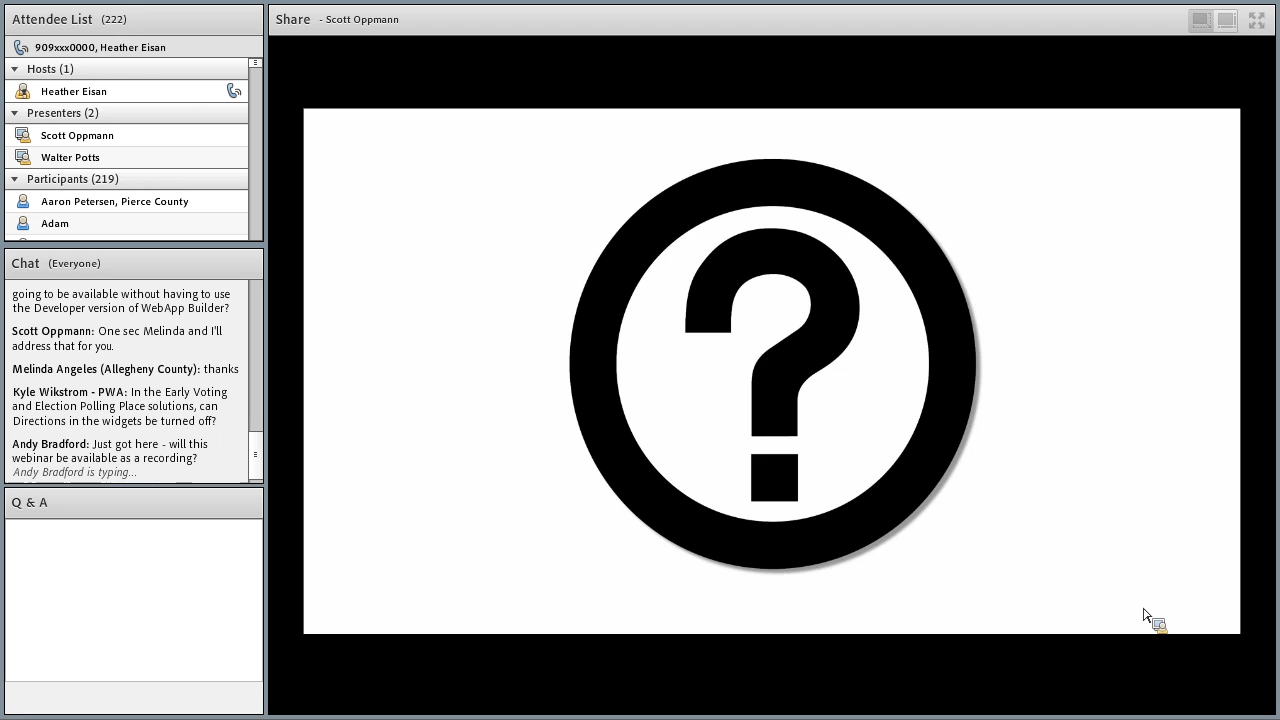 Attendee List (222)
909xxx0000, Heather Eisan
Hosts (1)
Heather Eisan
Presenters (2)
Scott Oppmann
Walter Potts
Participants (219)
Aaron Petersen, Pierce County
Adam
Chat (Everyone)
going to be available without having to use
the Developer version of WebApp Builder?
Scott Oppmann: One sec Melinda and I'll
address that for you.
Melinda Angeles (Allegheny County): thanks
Kyle Wikstrom - PWA: In the Early Voting
and Election Polling Place solutions, can
Directions in the widgets be turned off?
Andy Bradford: Just got here - will this
webinar be available as a recording?
Andy Bradford is typing...
Q & A
Share - Scott Oppmann
?